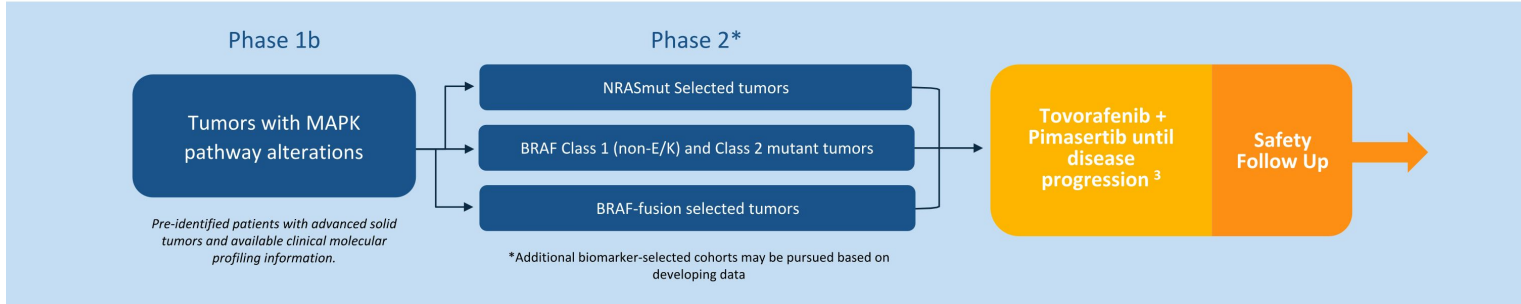 Phase 1b
Tumors with MAPK
pathway alterations
Pre-identified patients with advanced solid
tumors and available clinical molecular
profiling information.
Phase 2*
NRASmut Selected tumors
BRAF Class 1 (non-E/K) and Class 2 mutant tumors
BRAF-fusion selected tumors
*Additional biomarker-selected cohorts may be pursued based on
developing data
Tovorafenib +
Pimasertib until
disease
progression ³
Safety
Follow Up